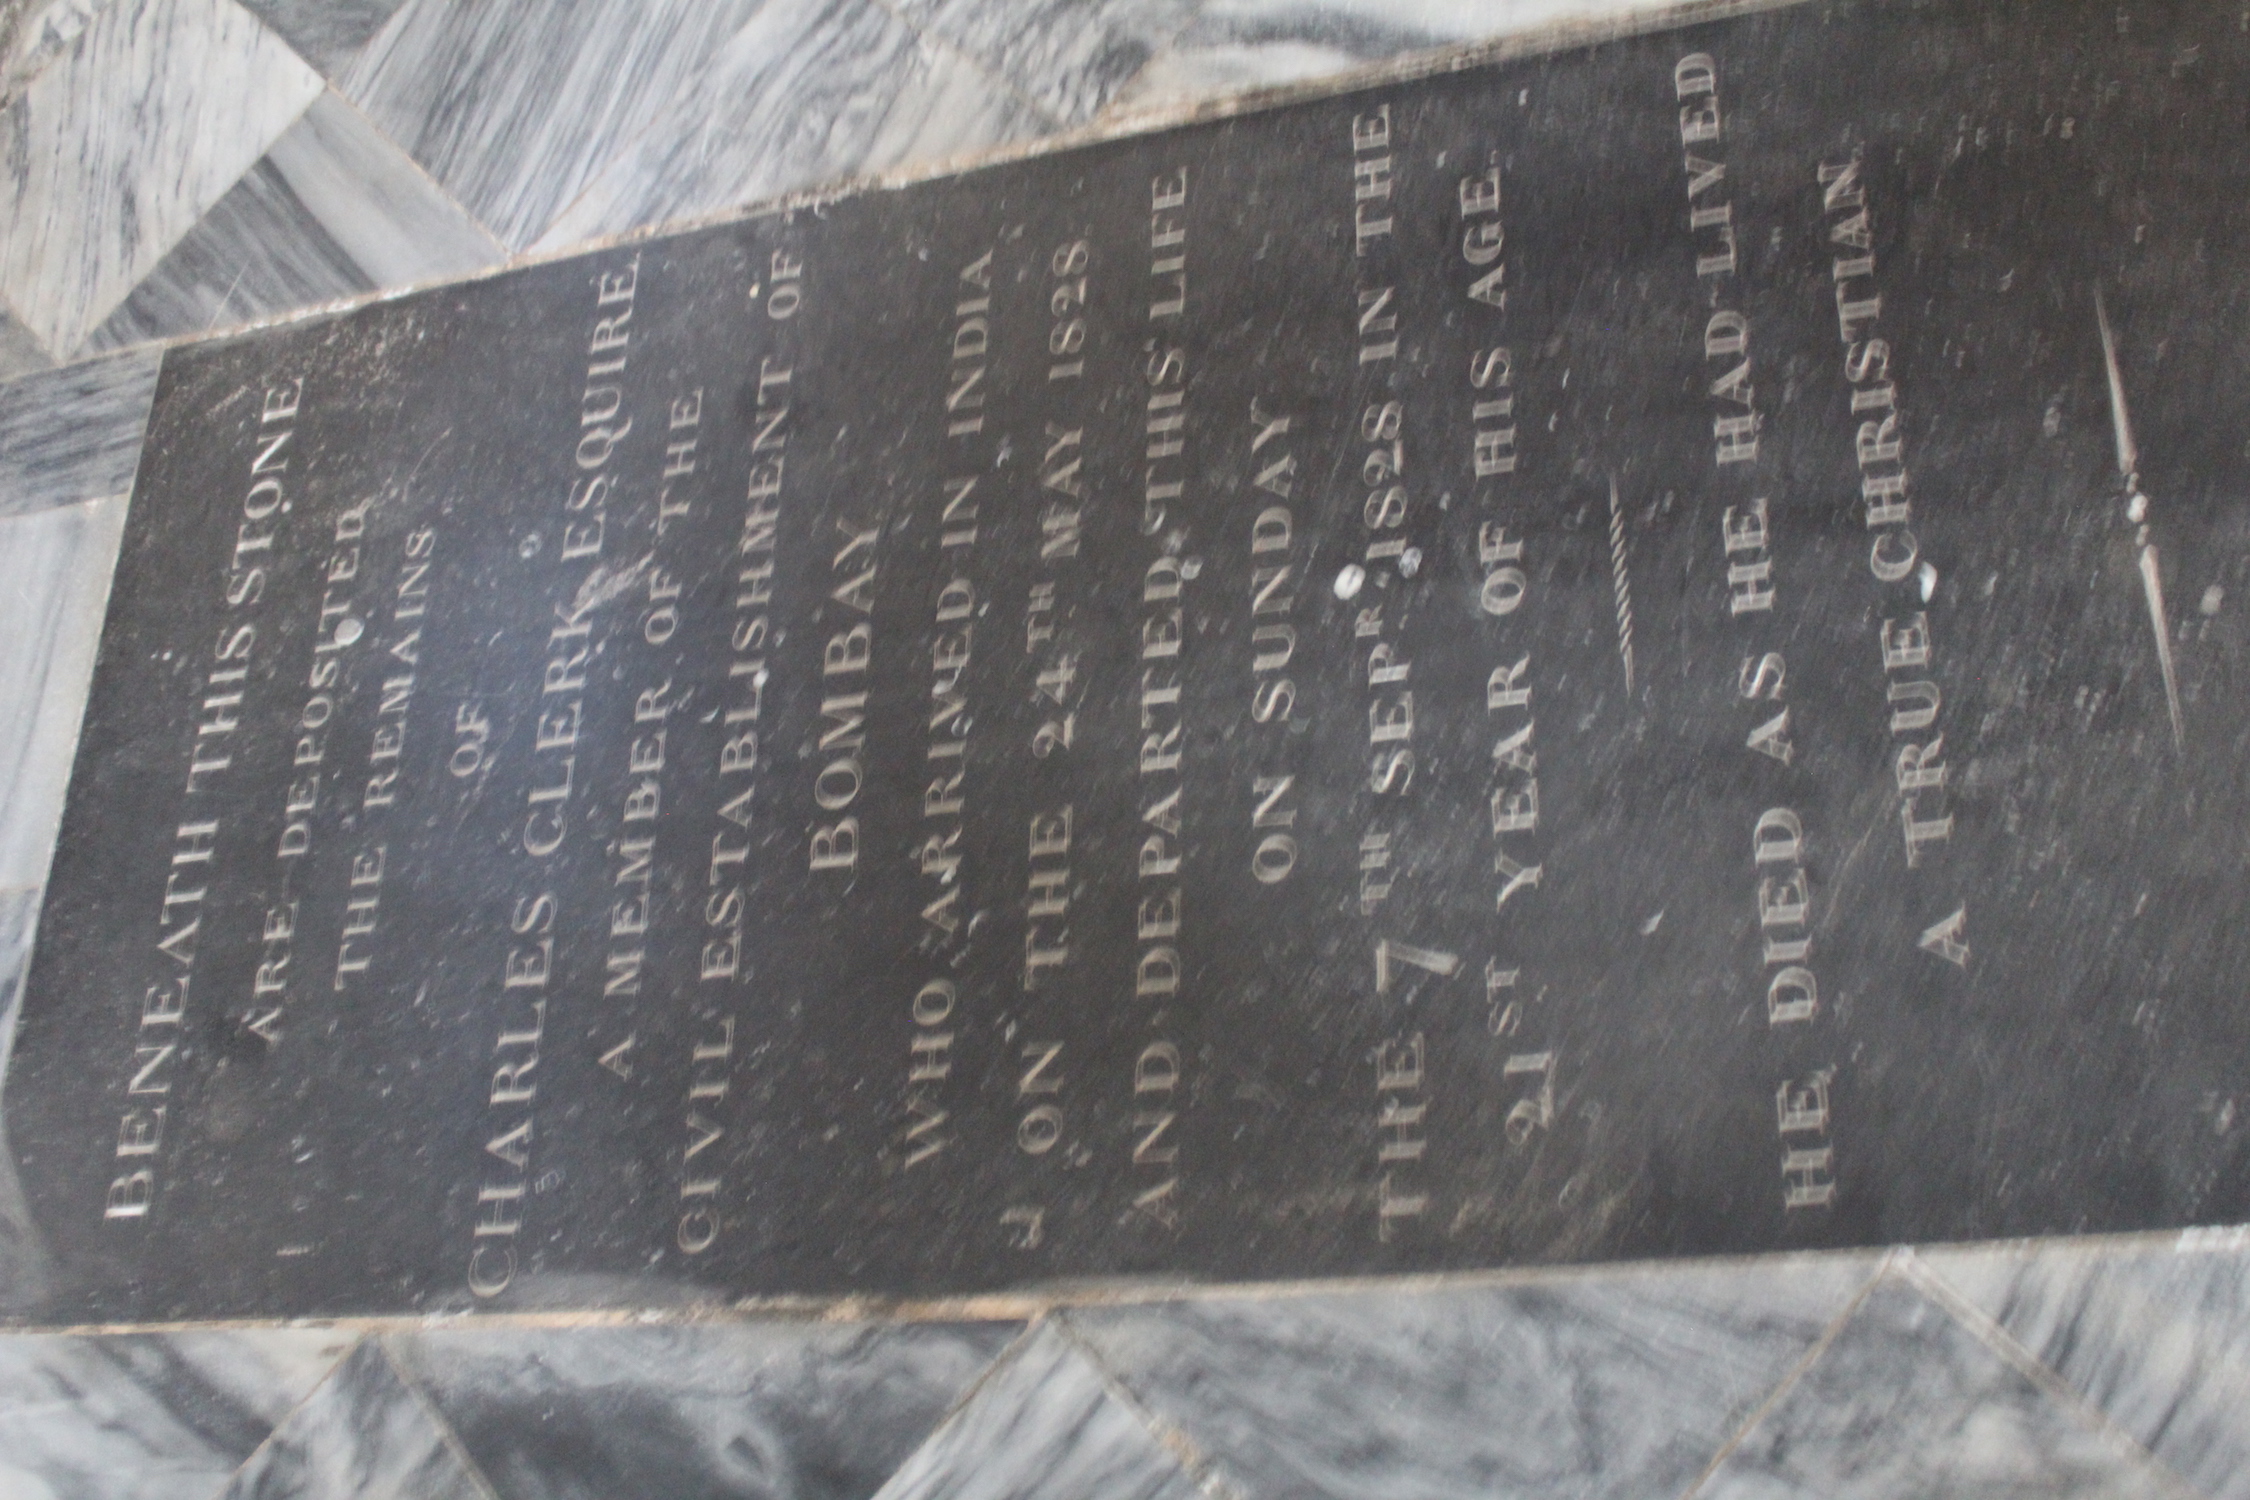 BENEATH THIS STONE
ARE DEPOSITED
THE REMAINS
OF
CHARLES CLERK ESQUIRE
A MEMBER OF THE
CIVIL ESTABLISHMENT OF
BOMBAY
WHO ARRIVED IN INDIA
ON THE 24TH MAY 1828
AND DEPARTED THIS LIFE
ON SUNDAY
THE 7TH SEPR 1828 IN THE
21ST YEAR OF HIS AGE
HE DIED AS HE HAD LIVED
A TRUE CHRISTIAN